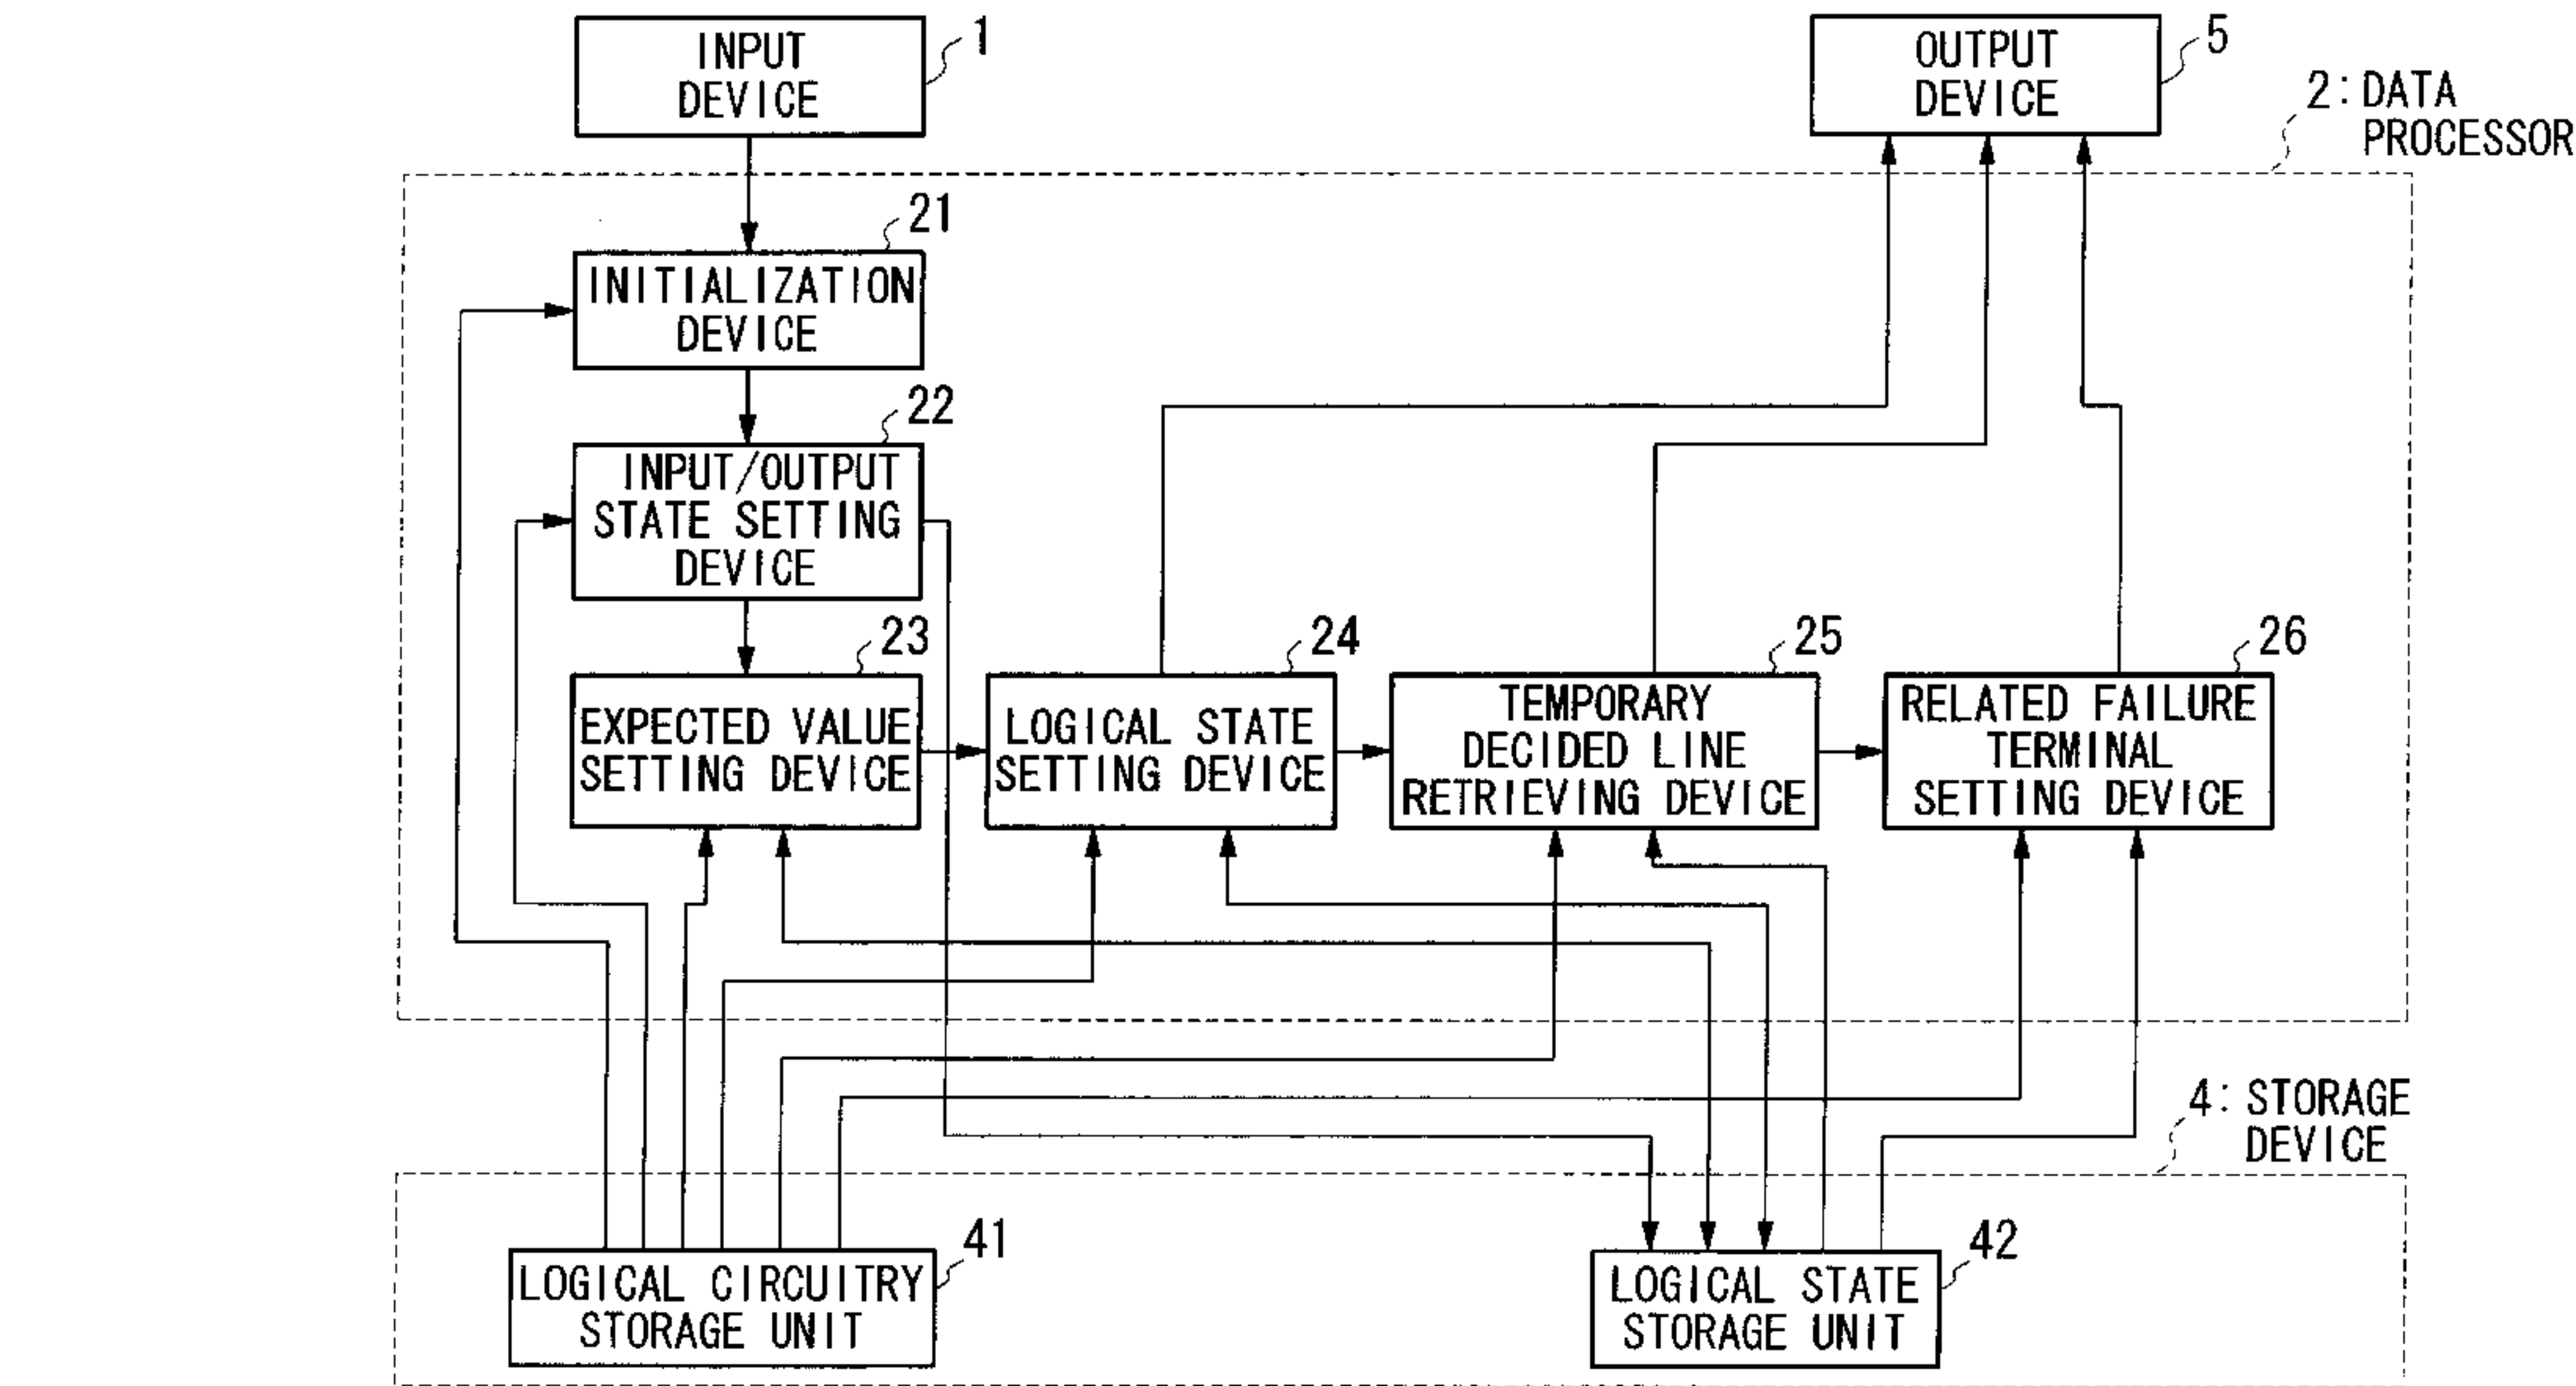 INPUT
DEVICE
1
OUTPUT
DEVICE
5
2: DATA
PROCESSOR
21
INITIALIZATION
DEVICE
22
INPUT/OUTPUT
STATE SETTING
DEVICE
23
EXPECTED VALUE
SETTING DEVICE
24
LOGICAL STATE
SETTING DEVICE
25
TEMPORARY
DECIDED LINE
RETRIEVING DEVICE
26
RELATED FAILURE
TERMINAL
SETTING DEVICE
4: STORAGE
DEVICE
41
LOGICAL CIRCUITRY
STORAGE UNIT
42
LOGICAL STATE
STORAGE UNIT